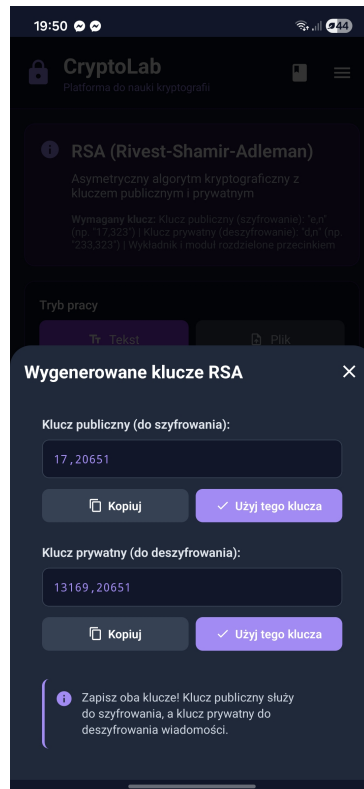 19:50
44
CryptoLab
Platforma do nauki kryptografii
RSA (Rivest-Shamir-Adleman)
Asymetryczny algorytm kryptograficzny z
kluczem publicznym i prywatnym
Wymagany klucz: Klucz publiczny (szyfrowanie): "e,n"
(np. "17,323") | Klucz prywatny (deszyfrowanie): "d,n" (np.
"233,323") | Wykładnik i moduł rozdzielone przecinkiem
Tryb pracy
Tт Tekst
Plik
Wygenerowane klucze RSA
Klucz publiczny (do szyfrowania):
17,20651
Kopiuj
Użyj tego klucza
Klucz prywatny (do deszyfrowania):
13169,20651
Kopiuj
Użyj tego klucza
Zapisz oba klucze! Klucz publiczny służy
do szyfrowania, a klucz prywatny do
deszyfrowania wiadomości.